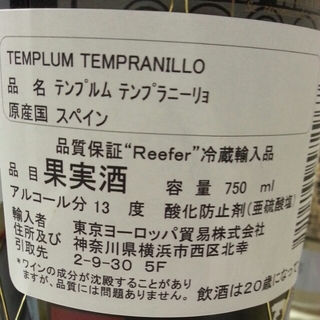 TEMPLUM TEMPRANILLO
品 名 テンプルム テンプラニーリョ
原産国 スペイン
品質保証“Reefer”冷蔵輸入品
品目 果実酒 容量 750 ml
アルコール分 13 度 酸化防止剤(亜硫酸塩)
輸入者 東京ヨーロッパ貿易株式会社
住所及び 神奈川県横浜市西区北幸
引取先 2-9-30 5F
*ワインの成分が沈殿することがあり
ますが、品質には問題ありません。 飲酒は20歳になって